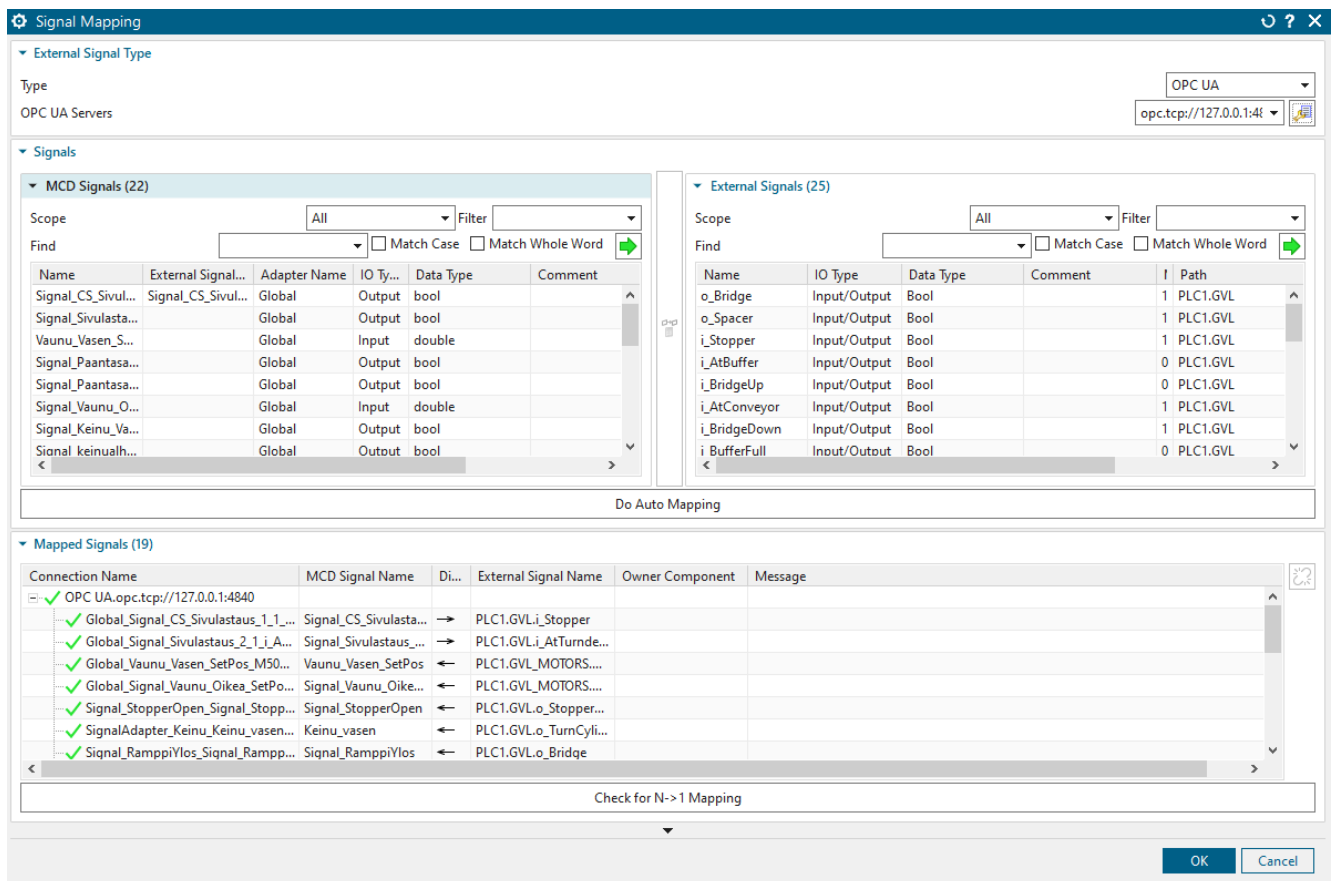 Signal Mapping
External Signal Type
Type OPC UA
OPC UA Servers opc.tcp://127.0.0.1:48
Signals
MCD Signals (22)
Scope All Filter
Find Match Case Match Whole Word
Name External Signal... Adapter Name IO Ty... Data Type Comment
Signal_CS_Sivul... Signal_CS_Sivul... Global Output bool
Signal_Sivulasta... Global Output bool
Vaunu_Vasen_S... Global Input double
Signal_Paantasa... Global Output bool
Signal_Paantasa... Global Output bool
Signal_Vaunu_O... Global Input double
Signal_Keinu_Va... Global Output bool
Signal_keinualh... Global Output bool
External Signals (25)
Scope All Filter
Find Match Case Match Whole Word
Name IO Type Data Type Comment Path
o_Bridge Input/Output Bool 1 PLC1.GVL
o_Spacer Input/Output Bool 1 PLC1.GVL
i_Stopper Input/Output Bool 1 PLC1.GVL
i_AtBuffer Input/Output Bool 0 PLC1.GVL
i_BridgeUp Input/Output Bool 0 PLC1.GVL
i_AtConveyor Input/Output Bool 1 PLC1.GVL
i_BridgeDown Input/Output Bool 1 PLC1.GVL
i_BufferFull Input/Output Bool 0 PLC1.GVL
Do Auto Mapping
Mapped Signals (19)
Connection Name MCD Signal Name Di... External Signal Name Owner Component Message
OPC UA.opc.tcp://127.0.0.1:4840
Global_Signal_CS_Sivulastaus_1_1_... Signal_CS_Sivulasta... → PLC1.GVL.i_Stopper
Global_Signal_Sivulastaus_2_1_i_A... Signal_Sivulastaus_... → PLC1.GVL.i_AtTurnde...
Global_Vaunu_Vasen_SetPos_M50... Vaunu_Vasen_SetPos ← PLC1.GVL_MOTORS....
Global_Signal_Vaunu_Oikea_SetPo... Signal_Vaunu_Oike... ← PLC1.GVL_MOTORS....
Signal_StopperOpen_Signal_Stopp... Signal_StopperOpen ← PLC1.GVL.o_Stopper...
SignalAdapter_Keinu_Keinu_vasen... Keinu_vasen ← PLC1.GVL.o_TurnCyli...
Signal_RamppiYlos_Signal_Rampp... Signal_RamppiYlos ← PLC1.GVL.o_Bridge
Check for N->1 Mapping
OK Cancel